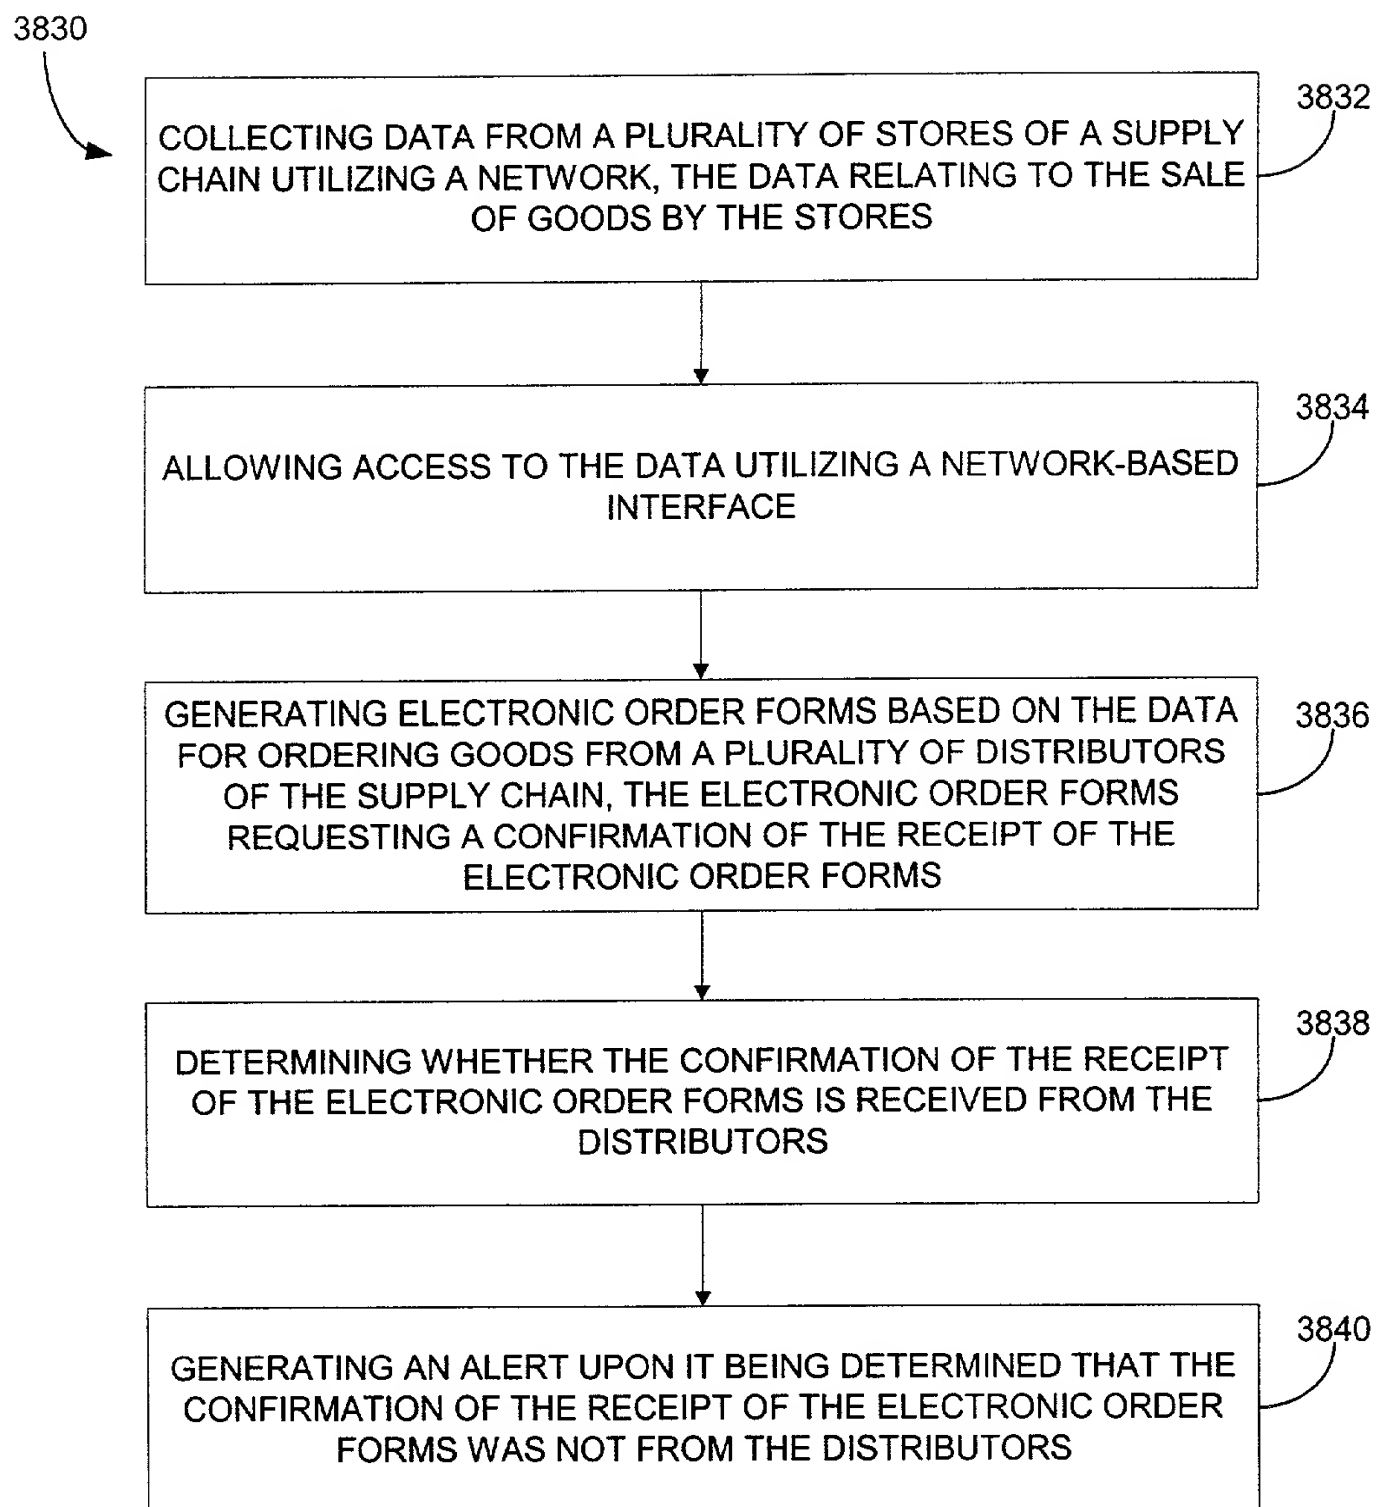 3830
3832
COLLECTING DATA FROM A PLURALITY OF STORES OF A SUPPLY
CHAIN UTILIZING A NETWORK, THE DATA RELATING TO THE SALE
OF GOODS BY THE STORES
3834
ALLOWING ACCESS TO THE DATA UTILIZING A NETWORK-BASED
INTERFACE
3836
GENERATING ELECTRONIC ORDER FORMS BASED ON THE DATA
FOR ORDERING GOODS FROM A PLURALITY OF DISTRIBUTORS
OF THE SUPPLY CHAIN, THE ELECTRONIC ORDER FORMS
REQUESTING A CONFIRMATION OF THE RECEIPT OF THE
ELECTRONIC ORDER FORMS
3838
DETERMINING WHETHER THE CONFIRMATION OF THE RECEIPT
OF THE ELECTRONIC ORDER FORMS IS RECEIVED FROM THE
DISTRIBUTORS
3840
GENERATING AN ALERT UPON IT BEING DETERMINED THAT THE
CONFIRMATION OF THE RECEIPT OF THE ELECTRONIC ORDER
FORMS WAS NOT FROM THE DISTRIBUTORS